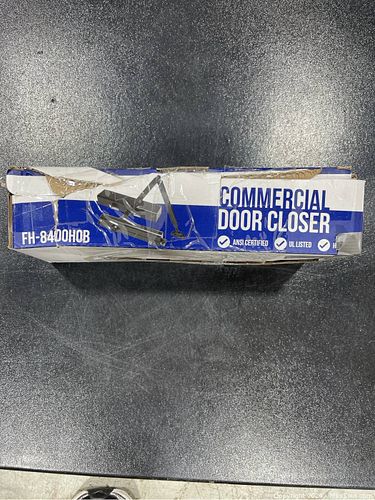 COMMERCIAL
DOOR CLOSER
FH-8400HOB
ANSI CERTIFIED UL LISTED